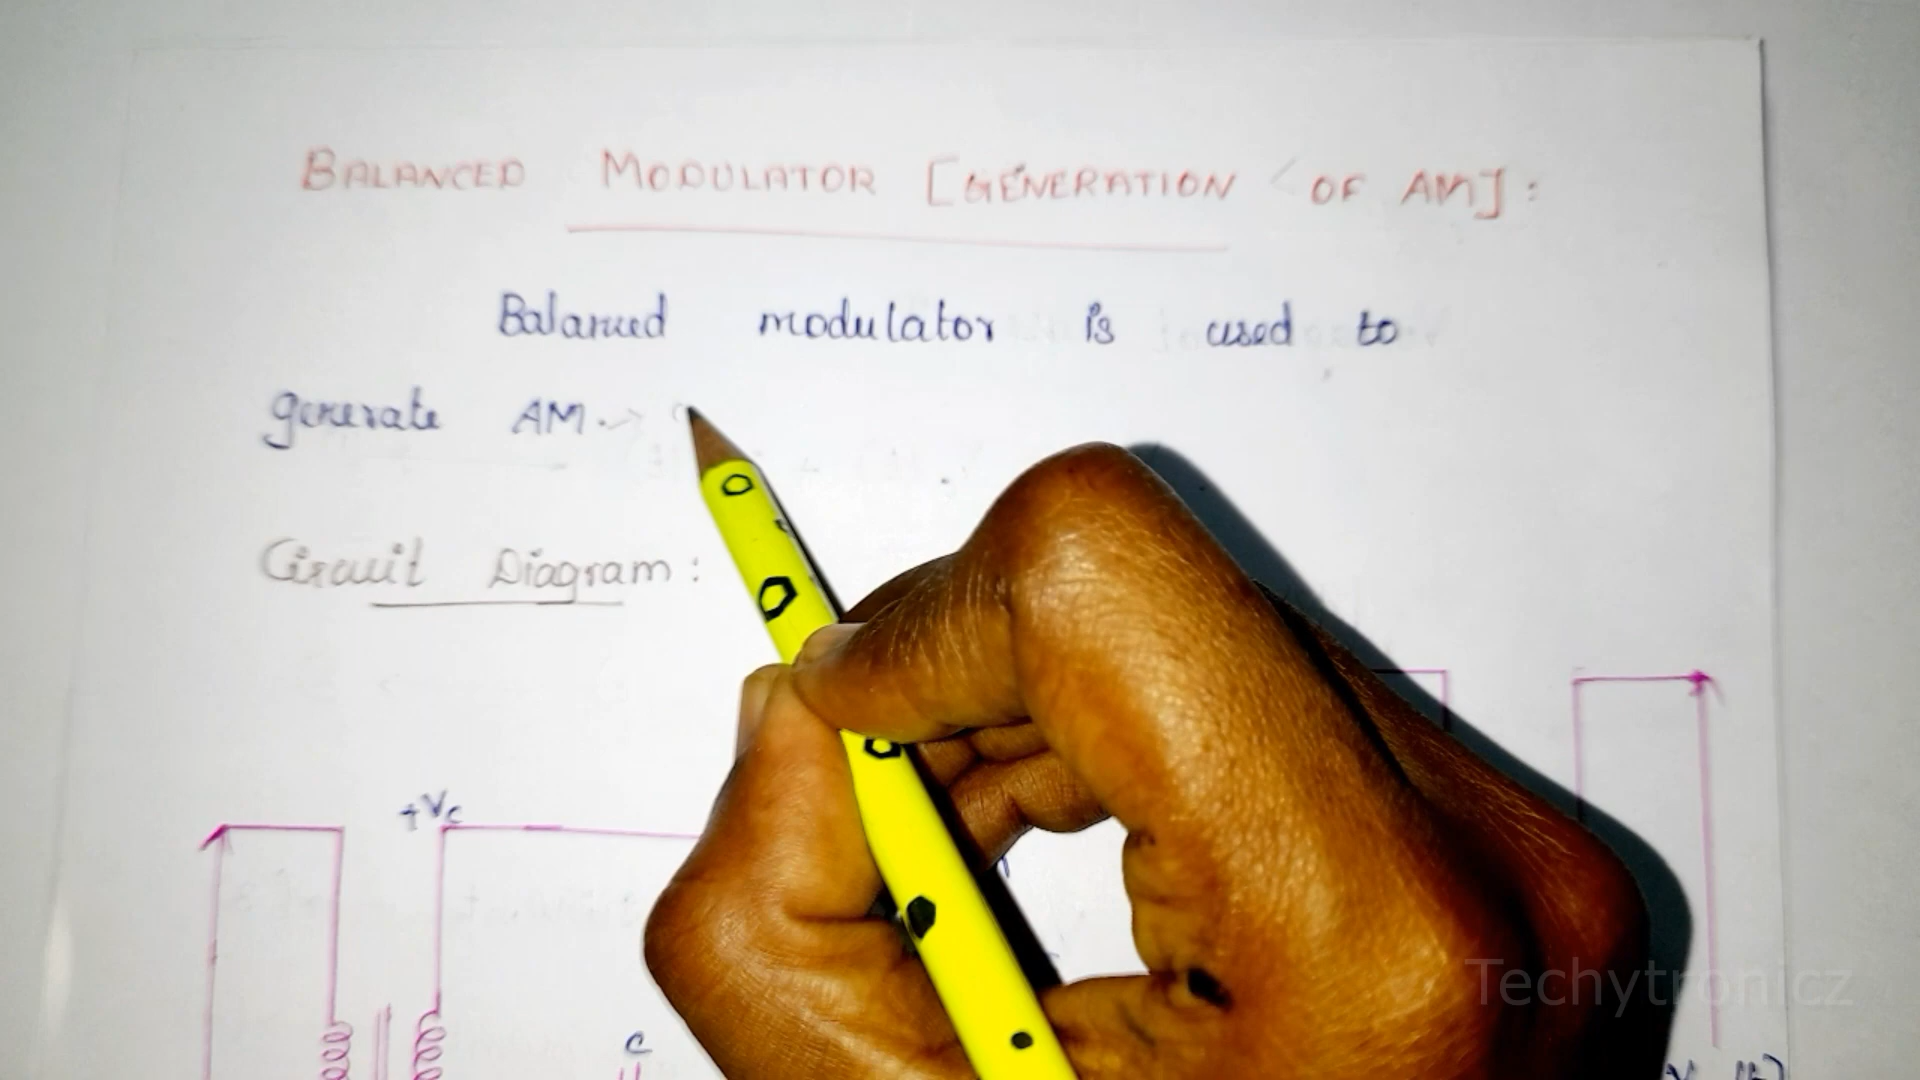 BALANCED MODULATOR [GENERATION OF AM]:
Balanced modulator is used to
generate AM.
Circuit Diagram:
+Vc
C
Techytronicz